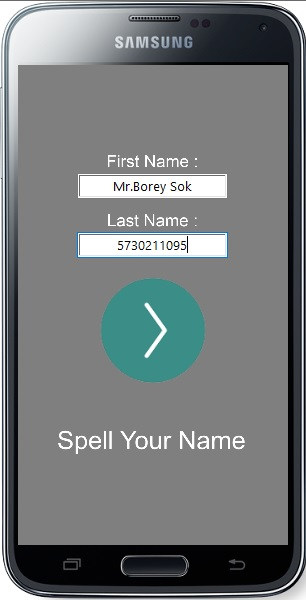 SAMSUNG
First Name :
Mr.Borey Sok
Last Name :
5730211095
Spell Your Name